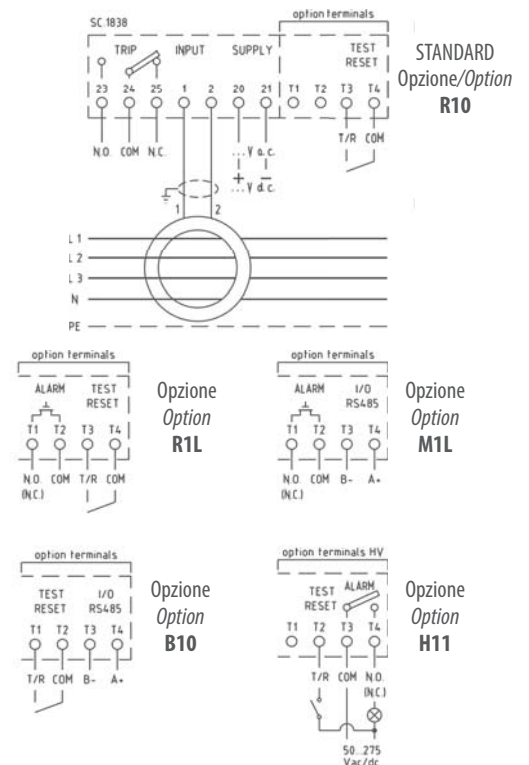 SC.1838
option terminals
TRIP INPUT SUPPLY TEST
RESET
23 24 25 1 2 20 21 T1 T2 T3 T4
N.O. COM N.C. ...V a.c. T/R COM
+ –
...V d.c.
STANDARD
Opzione/Option
R10
1 2
L1
L2
L3
N
PE
option terminals
ALARM TEST
RESET
T1 T2 T3 T4
N.O. COM T/R COM
(N.C.)
Opzione
Option
R1L
option terminals
ALARM I/O
RS485
T1 T2 T3 T4
N.O. COM B- A+
(N.C.)
Opzione
Option
M1L
option terminals
TEST I/O
RESET RS485
T1 T2 T3 T4
T/R COM B- A+
Opzione
Option
B10
option terminals HV
TEST ALARM
RESET
T1 T2 T3 T4
T/R COM N.O.
(N.C.)
50...275
Vac/dc
Opzione
Option
H11